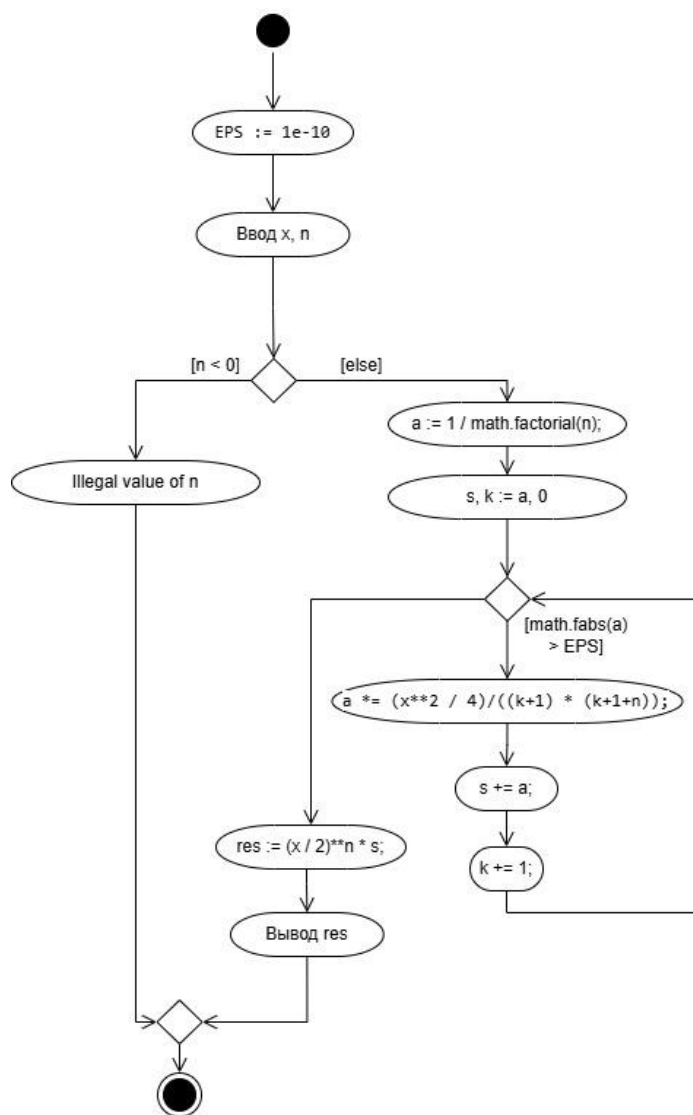 EPS := 1e-10
Ввод x, n
[n < 0]
[else]
a := 1 / math.factorial(n);
Illegal value of n
s, k := a, 0
[math.fabs(a)
> EPS]
a *= (x**2 / 4)/((k+1) * (k+1+n));
s += a;
res := (x / 2)**n * s;
k += 1;
Вывод res